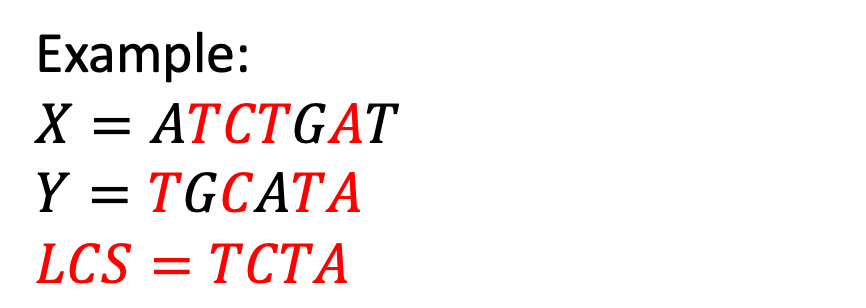 Example:
X = ATCTGAT
Y = TGCATA
LCS = TCTA